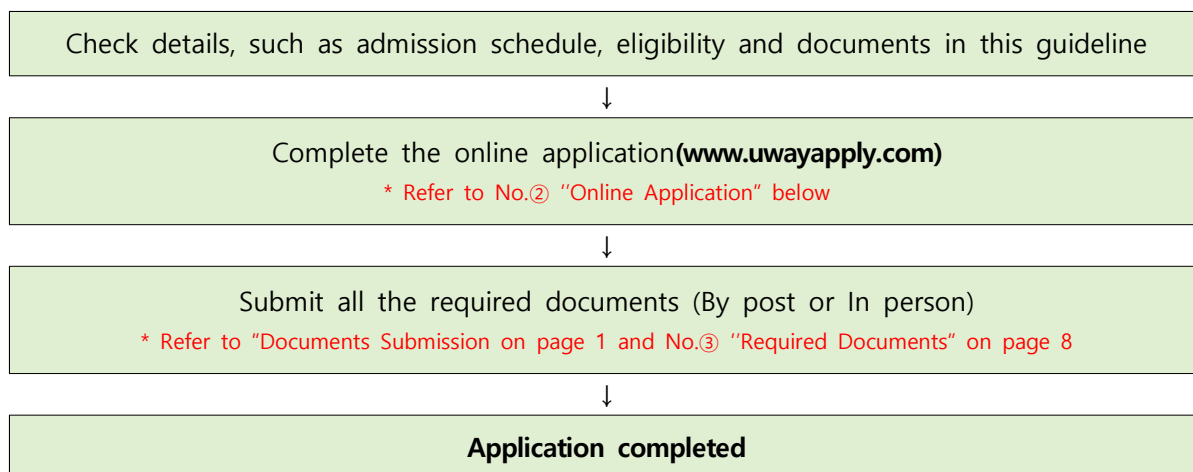 Check details, such as admission schedule, eligibility and documents in this guideline
↓
Complete the online application(www.uwayapply.com)
* Refer to No.② ‘‘Online Application" below
↓
Submit all the required documents (By post or In person)
* Refer to "Documents Submission on page 1 and No.③ ‘‘Required Documents" on page 8
↓
Application completed